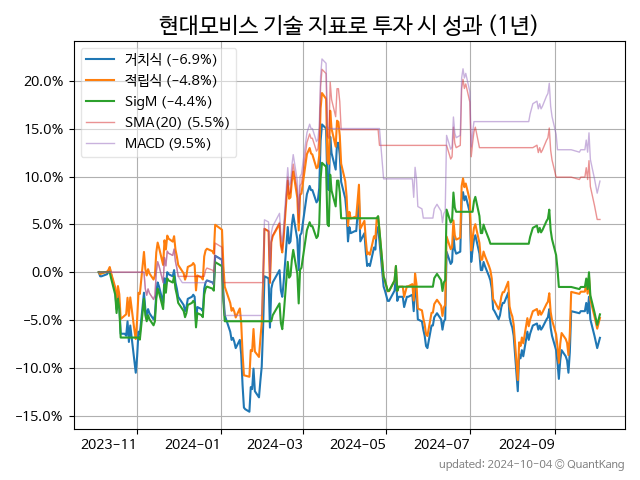 현대모비스 기술 지표로 투자 시 성과 (1년)
거치식 (−6.9%)
적립식 (−4.8%)
SigM (−4.4%)
SMA(20) (5.5%)
MACD (9.5%)
20.0%
15.0%
10.0%
5.0%
0.0%
−5.0%
−10.0%
−15.0%
2023-11 2024-01 2024-03 2024-05 2024-07 2024-09
updated: 2024-10-04 © QuantKang